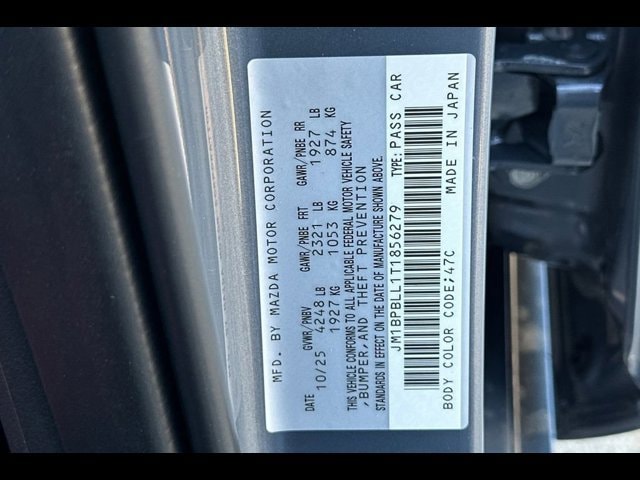 MFD. BY MAZDA MOTOR CORPORATION
DATE GVWR/PNBV GAWR/PNBE FRT GAWR/PNBE RR
10/25 4248 LB 2321 LB 1927 LB
1927 KG 1053 KG 874 KG
THIS VEHICLE CONFORMS TO ALL APPLICABLE FEDERAL MOTOR VEHICLE SAFETY
,BUMPER,AND THEFT PREVENTION
STANDARDS IN EFFECT ON THE DATE OF MANUFACTURE SHOWN ABOVE.
JM1BPBLL1T1856279 TYPE:PASS CAR
BODY COLOR CODE:47C MADE IN JAPAN